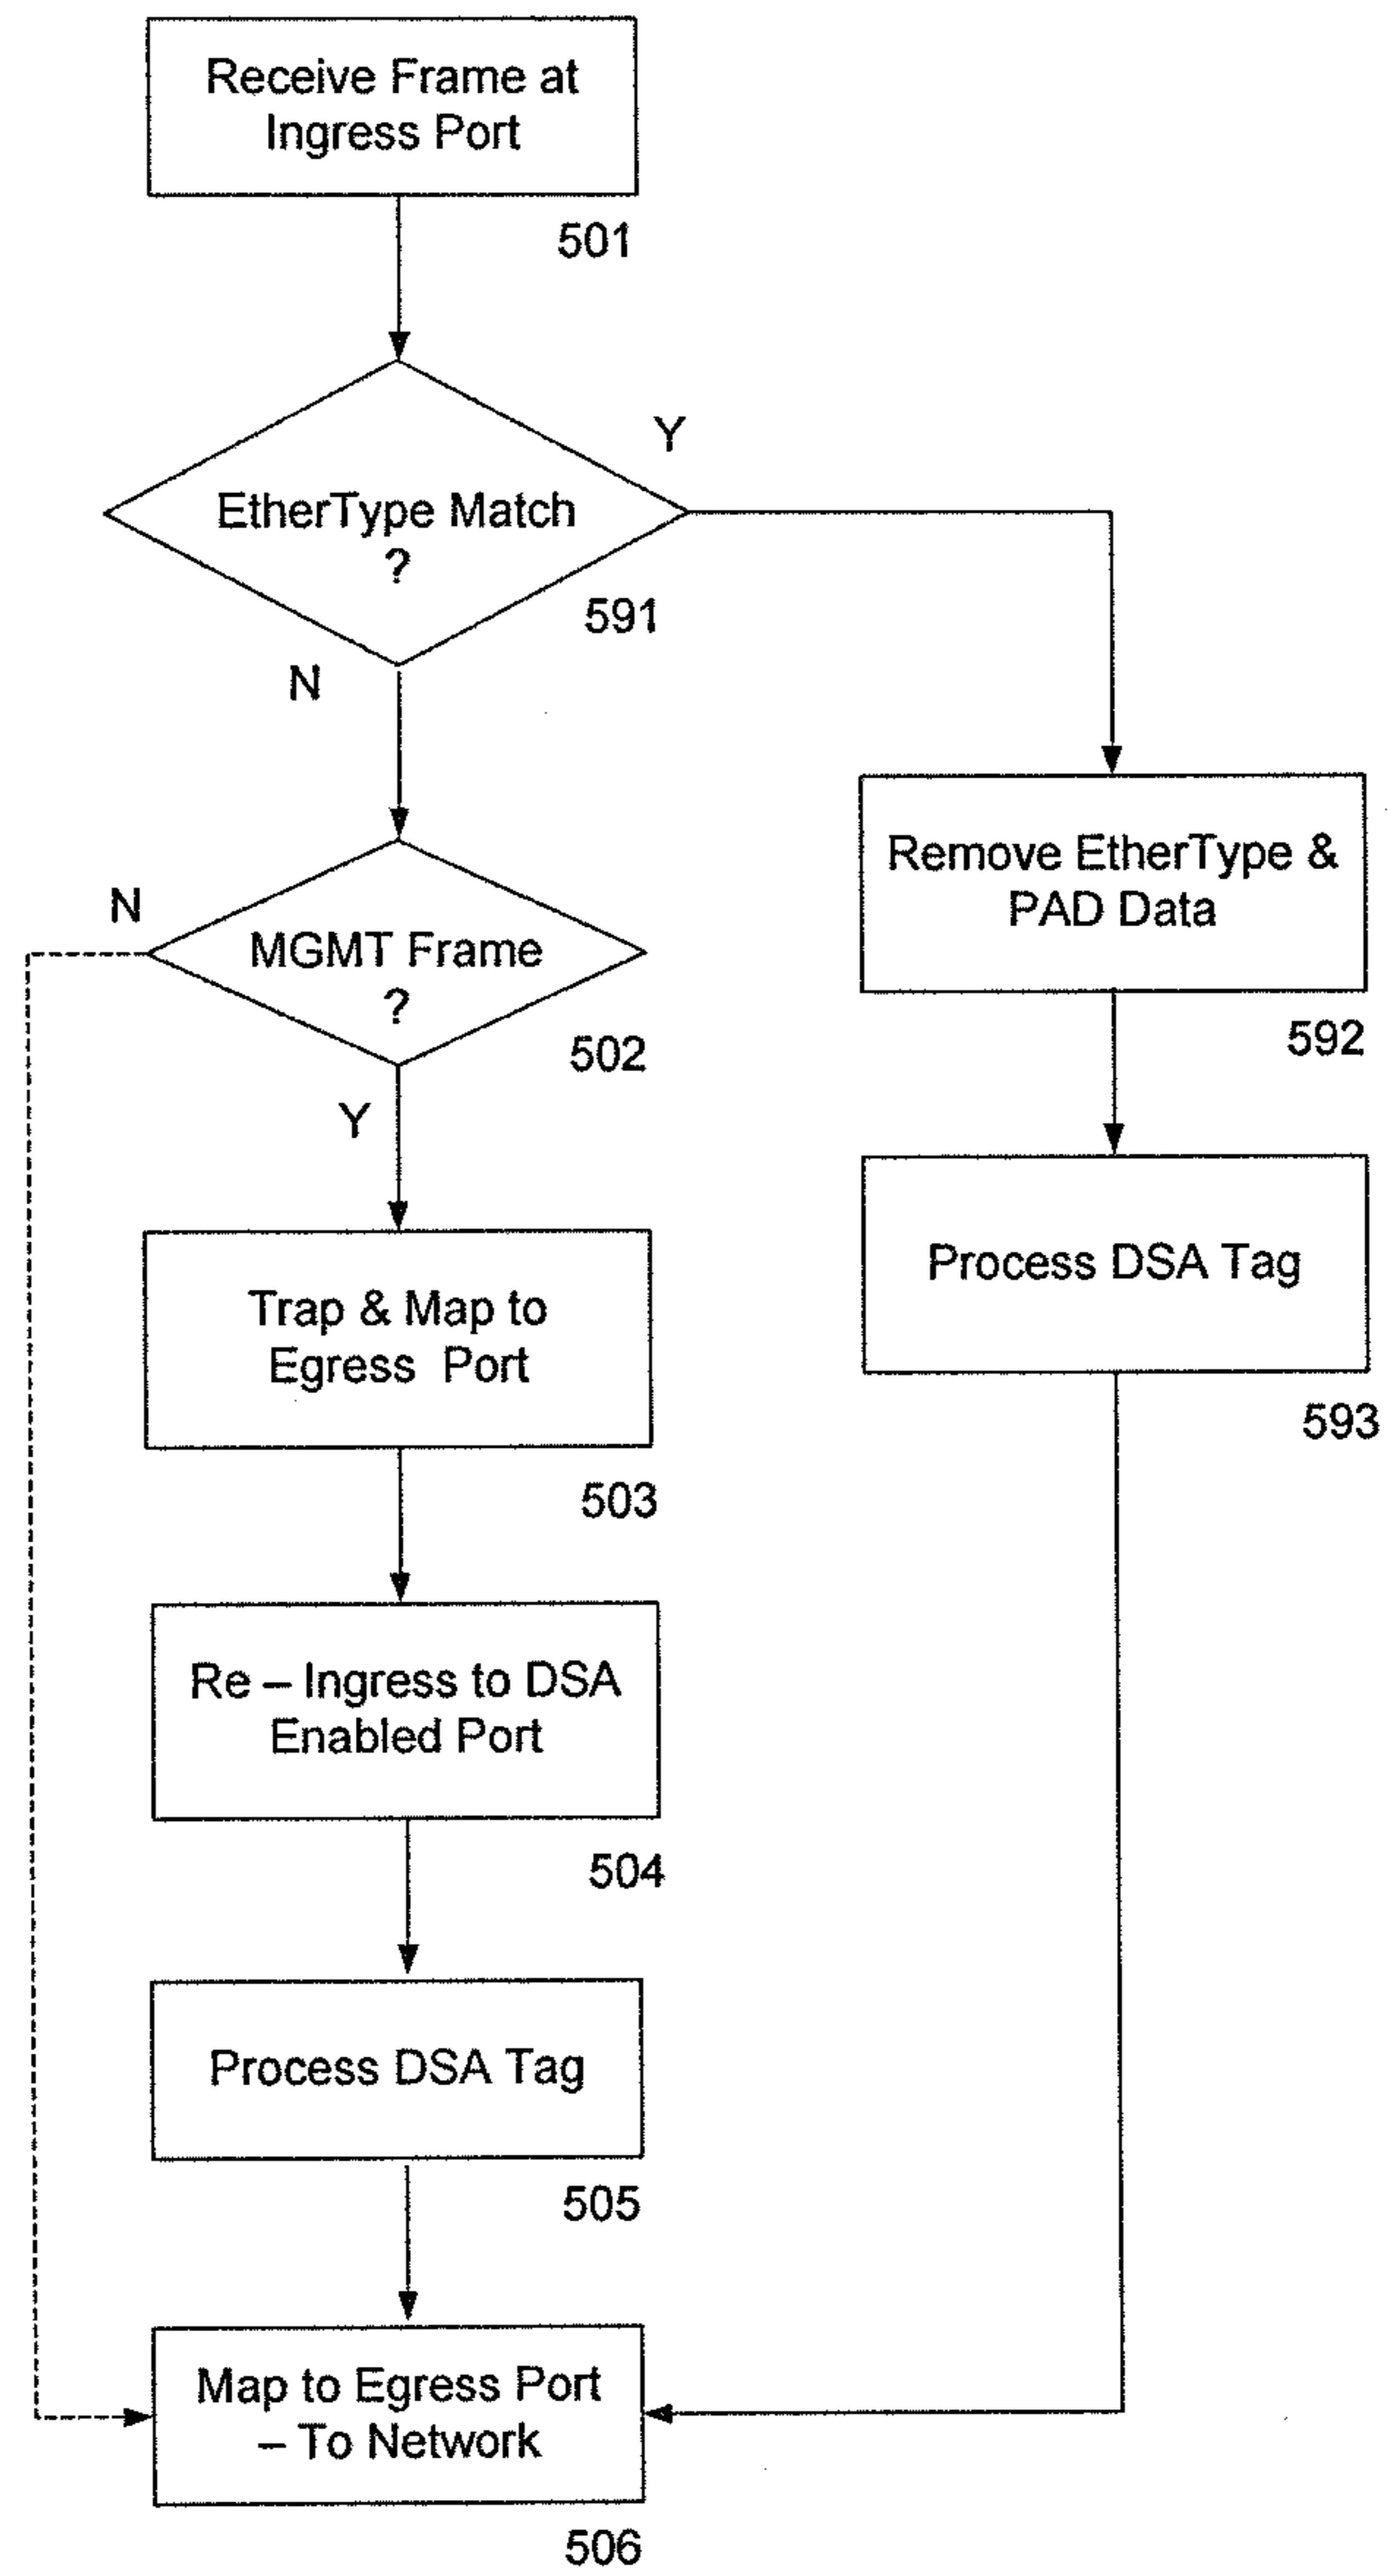 Receive Frame at
Ingress Port
501
Y
EtherType Match
?
591
N
Remove EtherType &
PAD Data
592
N
MGMT Frame
?
502
Y
Process DSA Tag
593
Trap & Map to
Egress Port
503
Re – Ingress to DSA
Enabled Port
504
Process DSA Tag
505
Map to Egress Port
– To Network
506